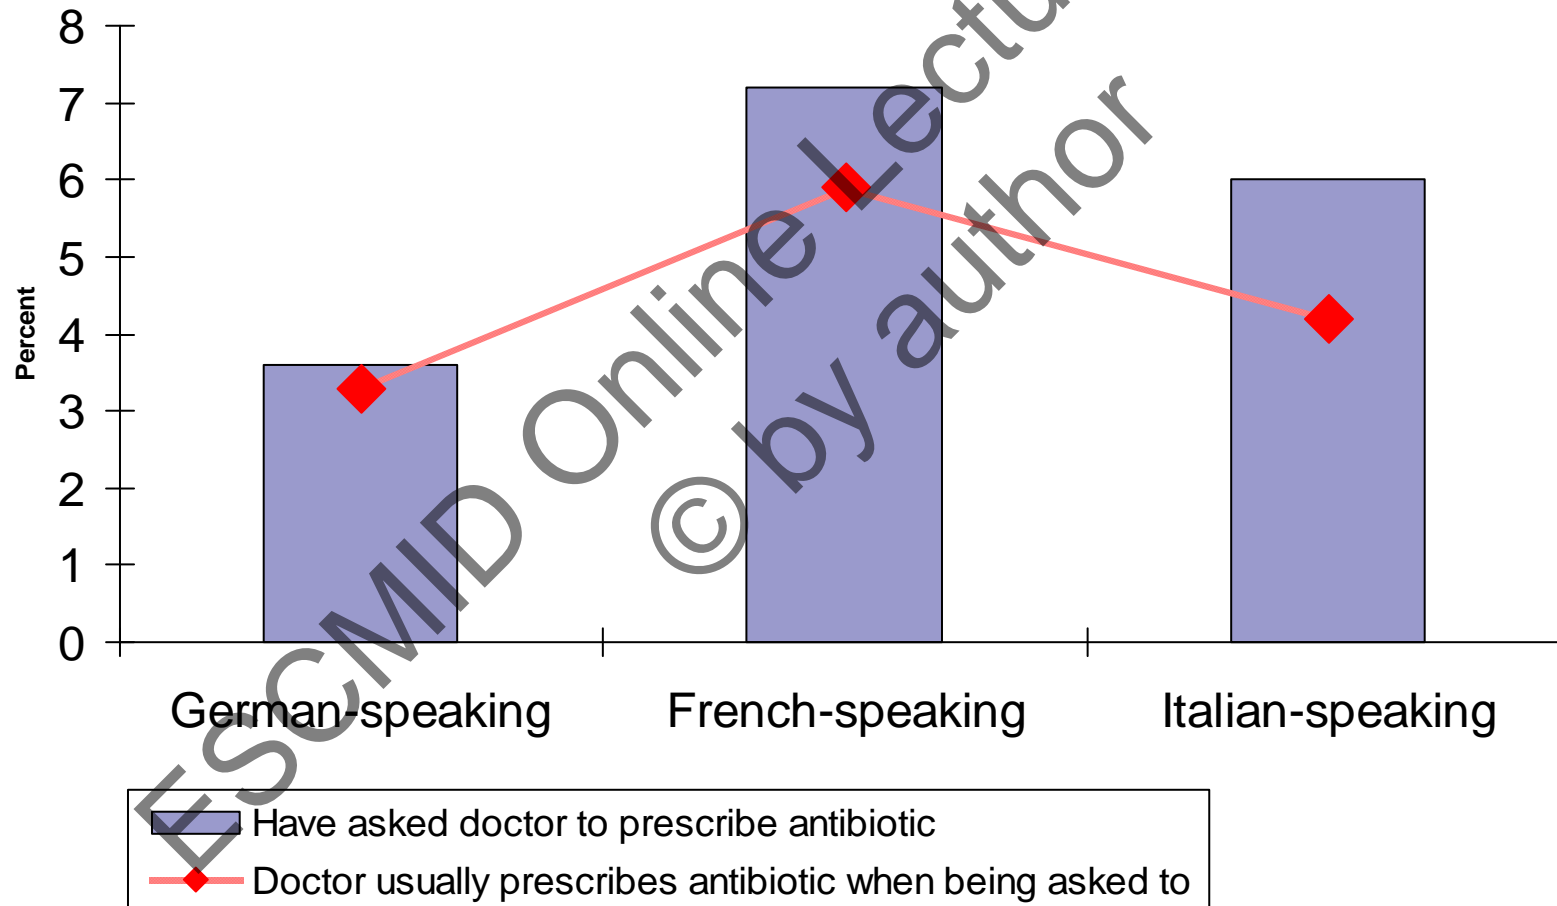 8
7
6
5
4
3
2
1
0
Percent
German-speaking French-speaking Italian-speaking
Have asked doctor to prescribe antibiotic
Doctor usually prescribes antibiotic when being asked to
ESCMID Online
© by author